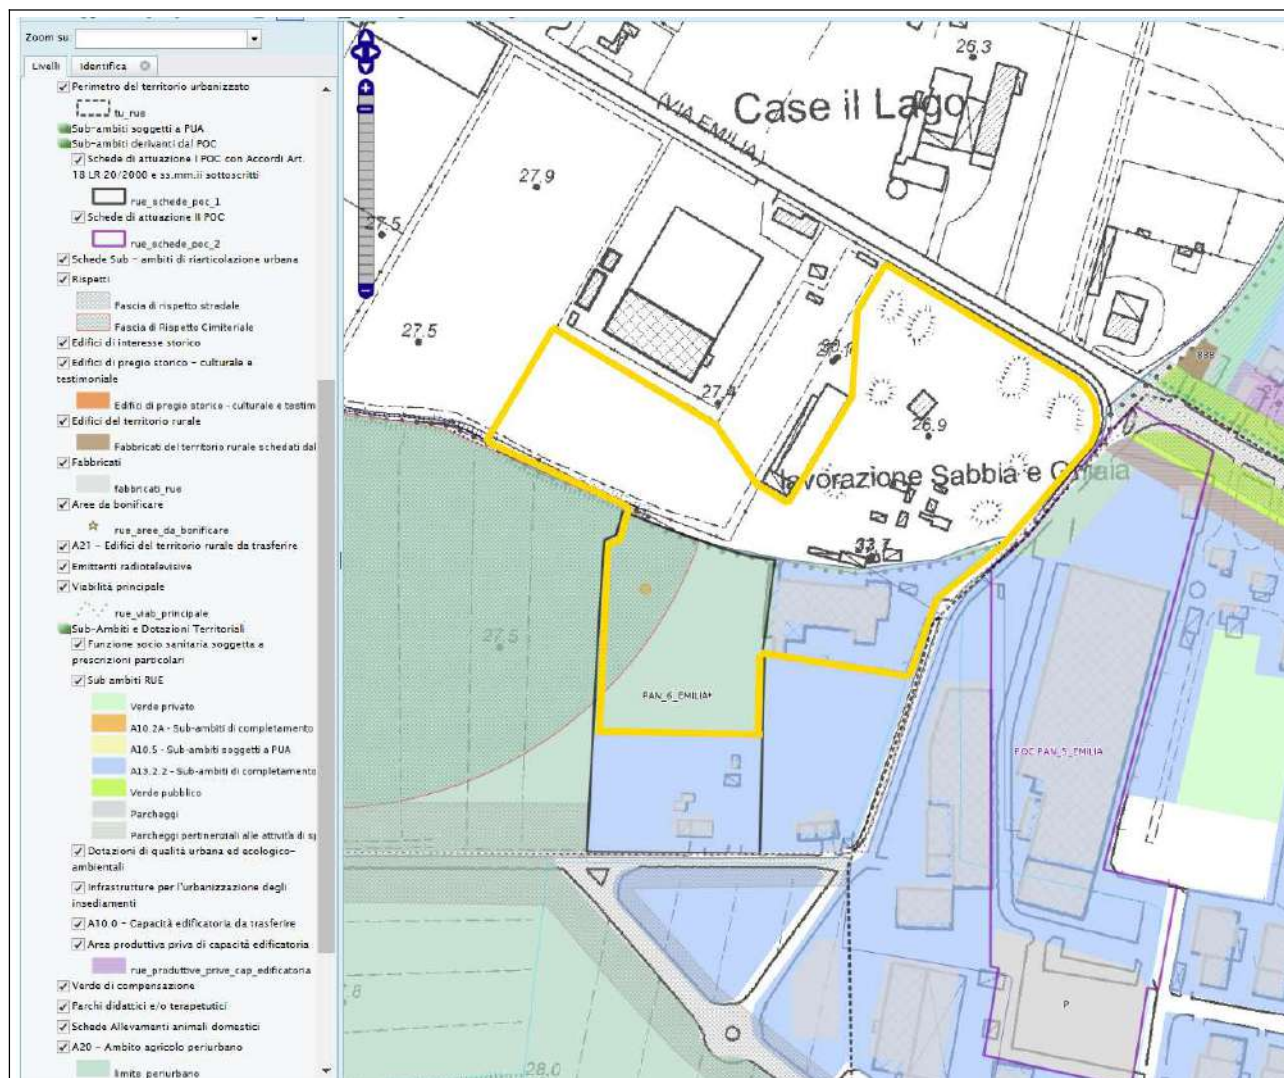 Zoom su:
Livelli Identifica
Perimetro del territorio urbanizzato
tu_rue
Sub-ambiti soggetti a PUA
Sub-ambiti derivanti dal POC
Schede di attuazione I POC con Accordi Art.
18 LR 20/2000 e ss.mm.ii sottoscritti
rue_schede_poc_1
Schede di attuazione II POC
rue_schede_poc_2
Schede Sub - ambiti di riarticolazione urbana
Rispetti
Fascia di rispetto stradale
Fascia di Rispetto Cimiteriale
Edifici di interesse storico
Edifici di pregio storico - culturale e
testimoniale
Edifici di pregio storico - culturale e testim
Edifici del territorio rurale
Fabbricati del territorio rurale schedati dal
Fabbricati
fabbricati_rue
Aree da bonificare
rue_aree_da_bonificare
A21 - Edifici del territorio rurale da trasferire
Emittenti radiotelevisive
Viabilità principale
rue_viab_principale
Sub-Ambiti e Dotazioni Territoriali
Funzione socio sanitaria soggetta a
prescrizioni particolari
Sub ambiti RUE
Verde privato
A10.2A - Sub-ambiti di completamento
A10.5 - Sub-ambiti soggetti a PUA
A13.2.2 - Sub-ambiti di completamento
Verde pubblico
Parcheggi
Parcheggi pertinenziali alle attività di sp
Dotazioni di qualità urbana ed ecologico-
ambientali
Infrastrutture per l'urbanizzazione degli
insediamenti
A10.0 - Capacità edificatoria da trasferire
Area produttiva priva di capacità edificatoria
rue_produttive_prive_cap_edificatoria
Verde di compensazione
Parchi didattici e/o terapetutici
Schede Allevamenti animali domestici
A20 - Ambito agricolo periurbano
limite_periurbano
26.3
Case il Lago
(VIA EMILIA)
27.9
27.5
27.5
27.4
26.9
lavorazione Sabbia e Ghiaia
33.7
27.5
PAN_6_EMILIA*
POC PAN_5_EMILIA
P
28.0